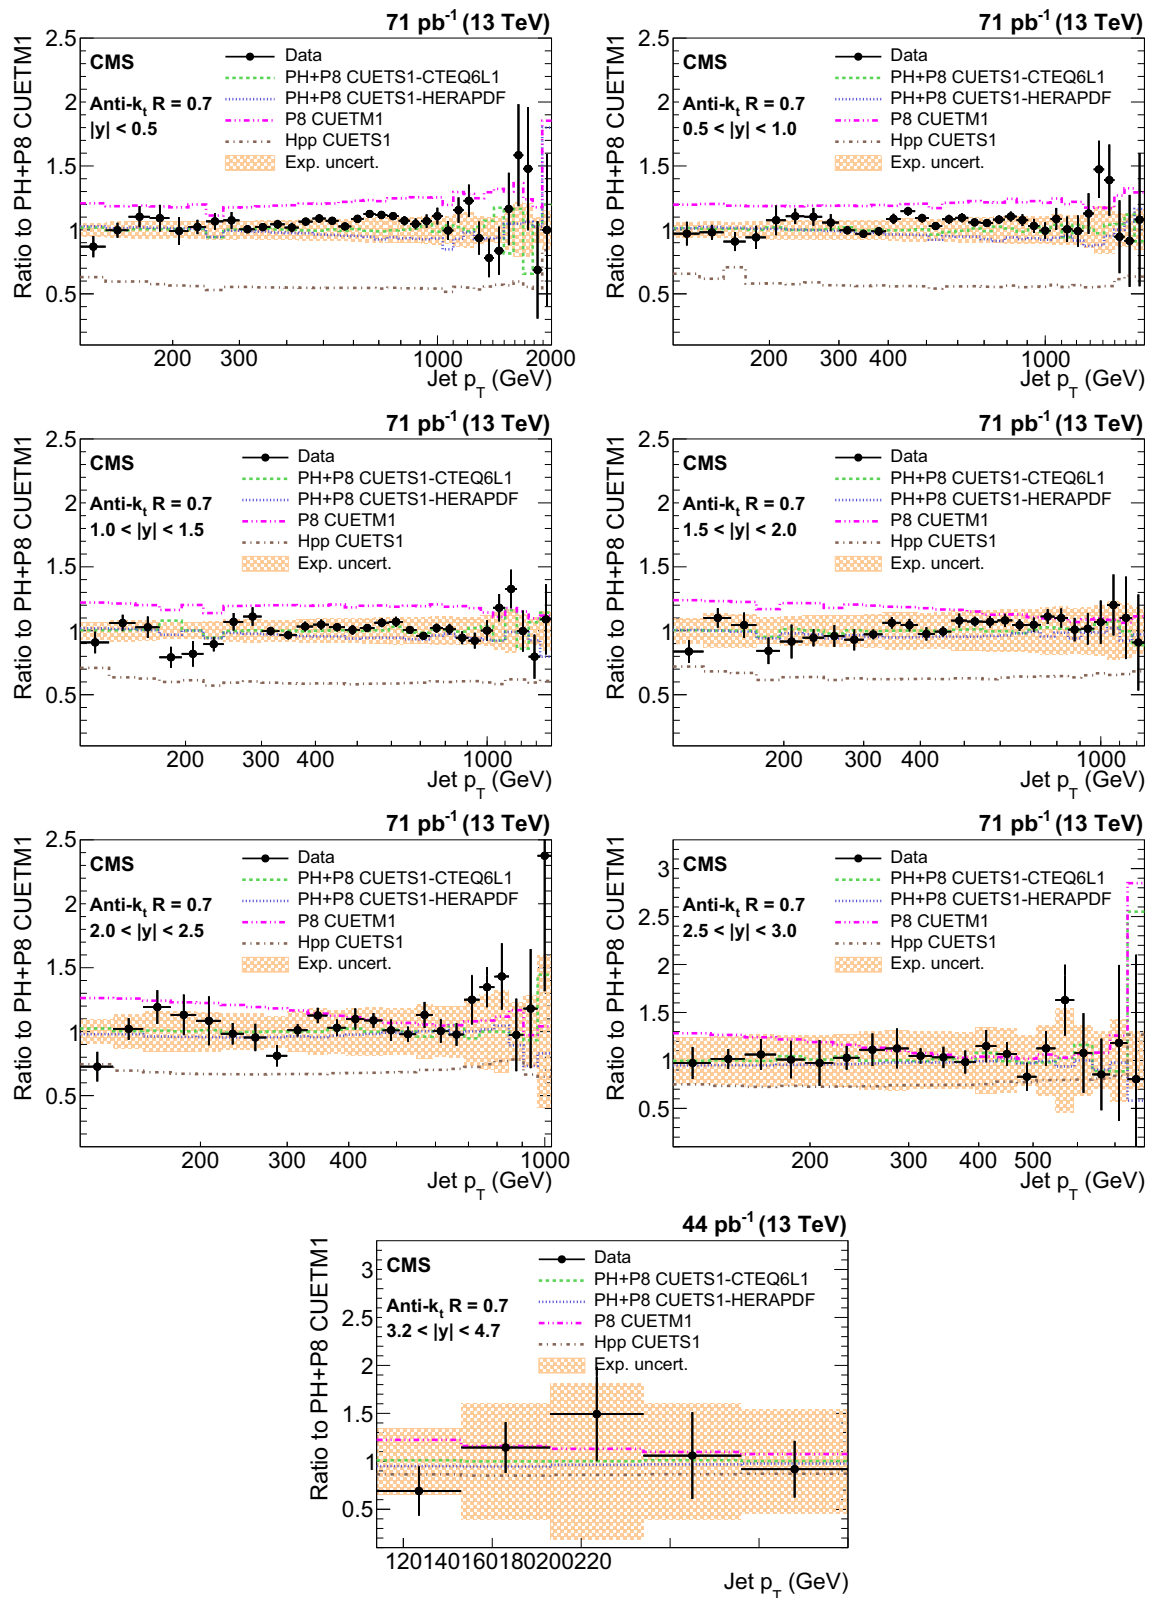 71 pb-1 (13 TeV)
Ratio to PH+P8 CUETM1
2.5
2
1.5
1
0.5
CMS
Anti-kt R = 0.7
|y| < 0.5
Data
PH+P8 CUETS1-CTEQ6L1
PH+P8 CUETS1-HERAPDF
P8 CUETM1
Hpp CUETS1
Exp. uncert.
200 300 1000 2000
Jet pT (GeV)
71 pb-1 (13 TeV)
Ratio to PH+P8 CUETM1
2.5
2
1.5
1
0.5
CMS
Anti-kt R = 0.7
0.5 < |y| < 1.0
Data
PH+P8 CUETS1-CTEQ6L1
PH+P8 CUETS1-HERAPDF
P8 CUETM1
Hpp CUETS1
Exp. uncert.
200 300 400 1000
Jet pT (GeV)
71 pb-1 (13 TeV)
Ratio to PH+P8 CUETM1
2.5
2
1.5
1
0.5
CMS
Anti-kt R = 0.7
1.0 < |y| < 1.5
Data
PH+P8 CUETS1-CTEQ6L1
PH+P8 CUETS1-HERAPDF
P8 CUETM1
Hpp CUETS1
Exp. uncert.
200 300 400 1000
Jet pT (GeV)
71 pb-1 (13 TeV)
Ratio to PH+P8 CUETM1
2.5
2
1.5
1
0.5
CMS
Anti-kt R = 0.7
1.5 < |y| < 2.0
Data
PH+P8 CUETS1-CTEQ6L1
PH+P8 CUETS1-HERAPDF
P8 CUETM1
Hpp CUETS1
Exp. uncert.
200 300 400 1000
Jet pT (GeV)
71 pb-1 (13 TeV)
Ratio to PH+P8 CUETM1
2.5
2
1.5
1
0.5
CMS
Anti-kt R = 0.7
2.0 < |y| < 2.5
Data
PH+P8 CUETS1-CTEQ6L1
PH+P8 CUETS1-HERAPDF
P8 CUETM1
Hpp CUETS1
Exp. uncert.
200 300 400 1000
Jet pT (GeV)
71 pb-1 (13 TeV)
Ratio to PH+P8 CUETM1
3
2.5
2
1.5
1
0.5
CMS
Anti-kt R = 0.7
2.5 < |y| < 3.0
Data
PH+P8 CUETS1-CTEQ6L1
PH+P8 CUETS1-HERAPDF
P8 CUETM1
Hpp CUETS1
Exp. uncert.
200 300 400 500
Jet pT (GeV)
44 pb-1 (13 TeV)
Ratio to PH+P8 CUETM1
3
2.5
2
1.5
1
0.5
CMS
Anti-kt R = 0.7
3.2 < |y| < 4.7
Data
PH+P8 CUETS1-CTEQ6L1
PH+P8 CUETS1-HERAPDF
P8 CUETM1
Hpp CUETS1
Exp. uncert.
120 140 160 180 200 220
Jet pT (GeV)